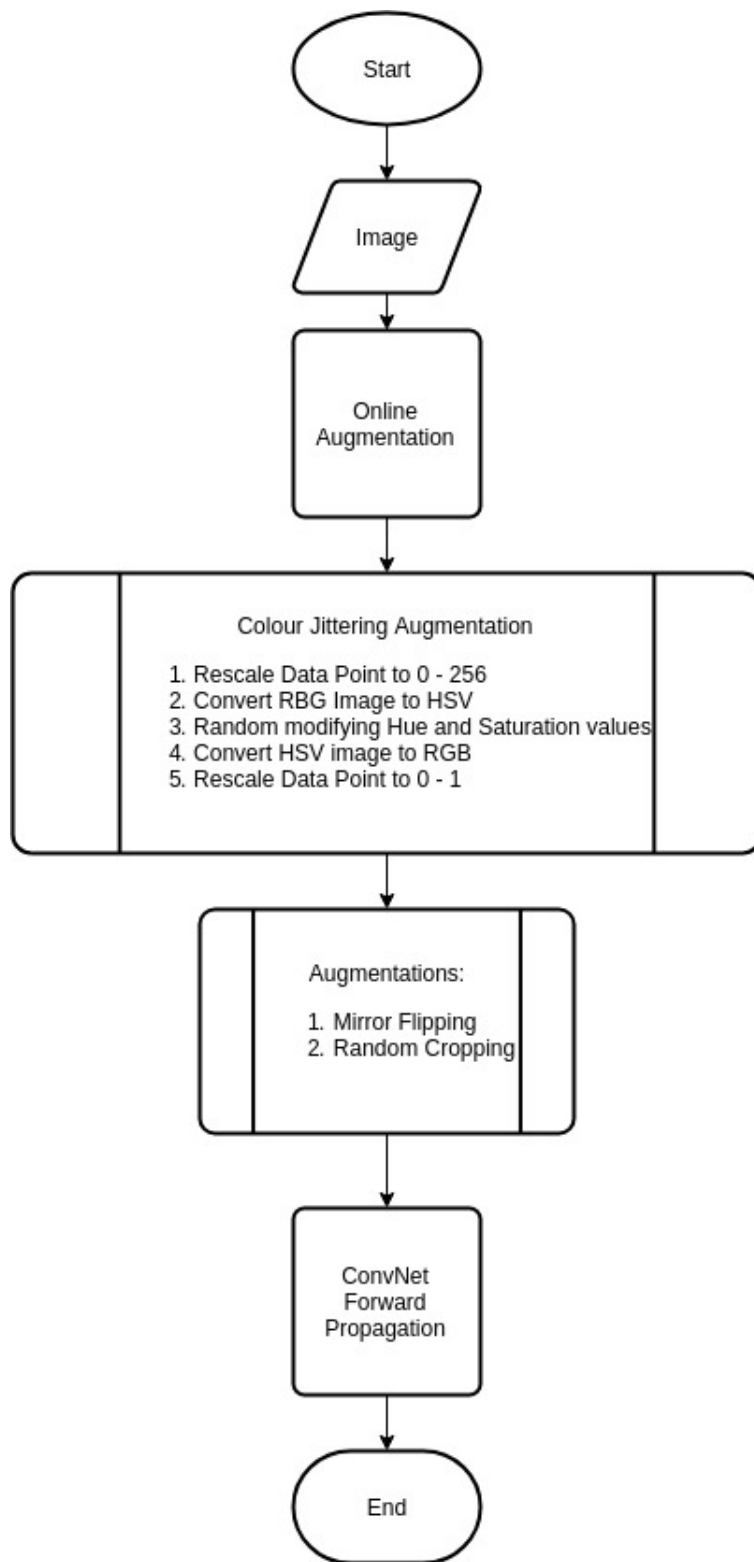 Start
Image
Online
Augmentation
Colour Jittering Augmentation
1. Rescale Data Point to 0 - 256
2. Convert RBG Image to HSV
3. Random modifying Hue and Saturation values
4. Convert HSV image to RGB
5. Rescale Data Point to 0 - 1
Augmentations:
1. Mirror Flipping
2. Random Cropping
ConvNet
Forward
Propagation
End